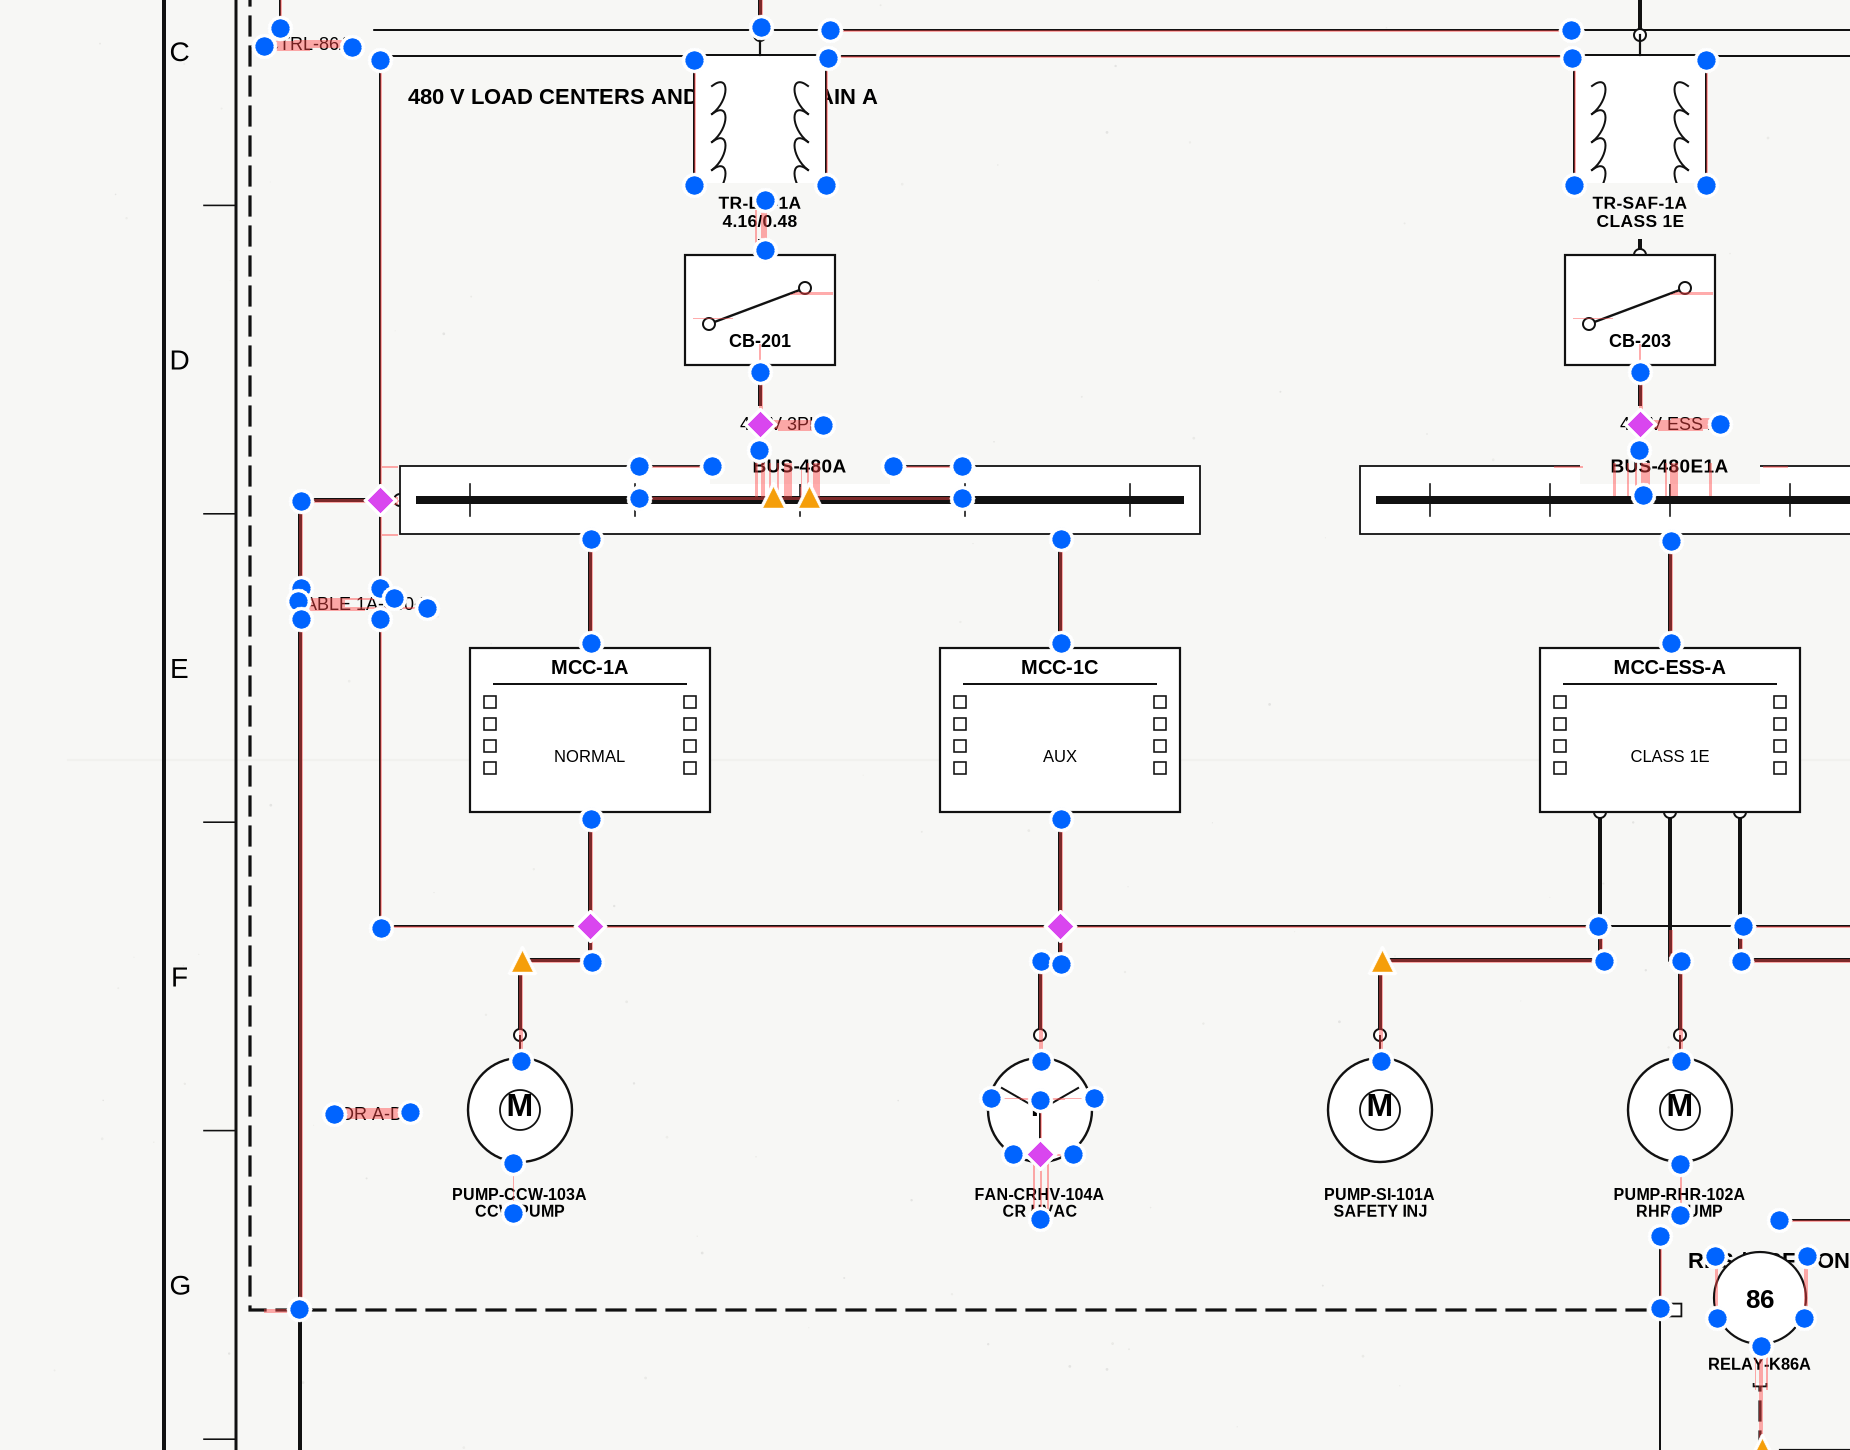 C
480 V LOAD CENTERS AND
TR-SAF-1A
4.16/0.48
CLASS 1E
D
CB-201
CB-203
BUS-480A
BUS-480E1A
E
MCC-1A
MCC-1C
MCC-ESS-A
NORMAL
AUX
CLASS 1E
F
M
M
M
PUMP-CCW-103A
FAN-CRHV-104A
PUMP-SI-101A
PUMP-RHR-102A
SAFETY INJ
G
86
RELAY-K86A